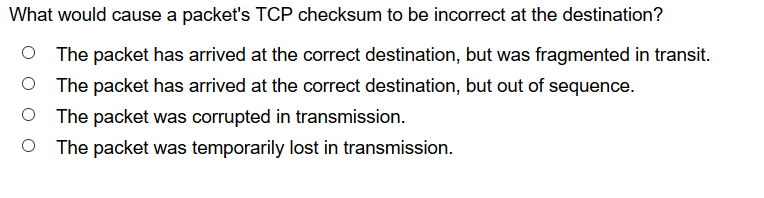 What would cause a packet's TCP checksum to be incorrect at the destination?
The packet has arrived at the correct destination, but was fragmented in transit.
The packet has arrived at the correct destination, but out of sequence.
The packet was corrupted in transmission.
The packet was temporarily lost in transmission.